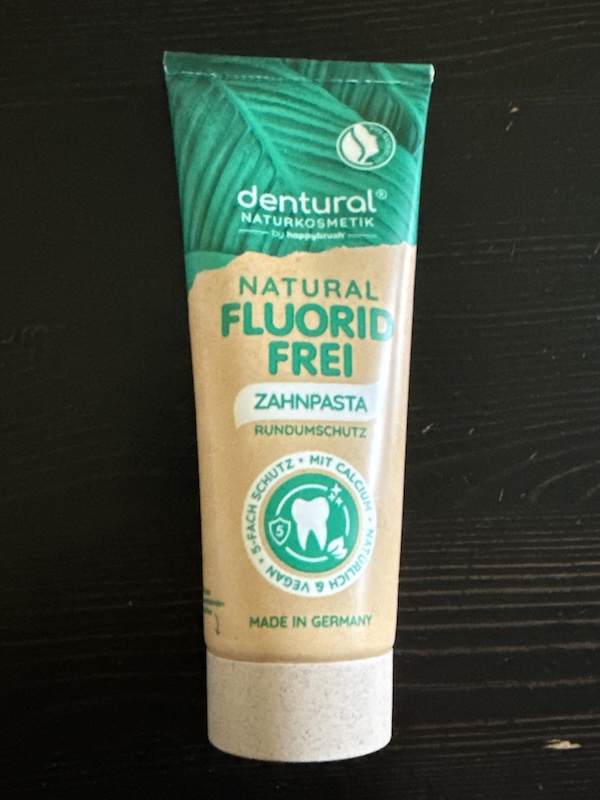 dentural®
NATURKOSMETIK
by happybrush
NATURAL
FLUORID
FREI
ZAHNPASTA
RUNDUMSCHUTZ
5-FACH SCHUTZ • MIT CALCIUM • NATÜRLICH & VEGAN •
5
MADE IN GERMANY